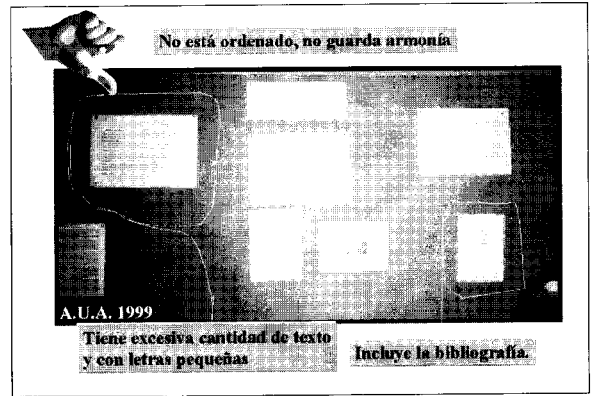 No está ordenado, no guarda armonía
A.U.A. 1999
Tiene excesiva cantidad de texto
y con letras pequeñas
Incluye la bibliografía.